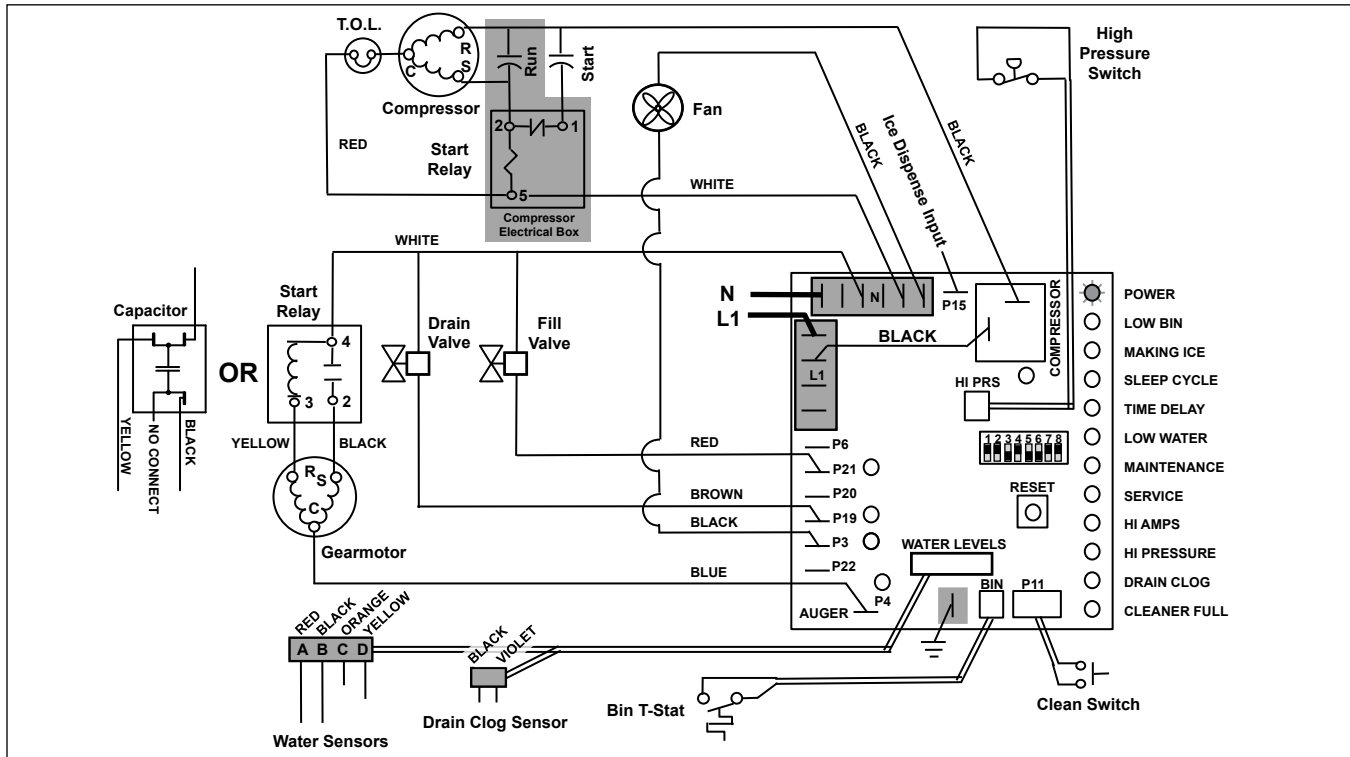 T.O.L.
R
S
C
Compressor
Run
Start
2
1
Start
Relay
5
Compressor
Electrical Box
RED
WHITE
Fan
BLACK
Ice Dispense Input
BLACK
High
Pressure
Switch
WHITE
Capacitor
YELLOW
NO CONNECT
BLACK
OR
Start
Relay
4
3
2
YELLOW
BLACK
R
S
C
Gearmotor
Drain
Valve
Fill
Valve
N
L1
N
P15
BLACK
L1
COMPRESSOR
HI PRS
1 2 3 4 5 6 7 8
RESET
RED
BROWN
BLACK
BLUE
P6
P21
P20
P19
P3
P22
P4
AUGER
WATER LEVELS
BIN
P11
POWER
LOW BIN
MAKING ICE
SLEEP CYCLE
TIME DELAY
LOW WATER
MAINTENANCE
SERVICE
HI AMPS
HI PRESSURE
DRAIN CLOG
CLEANER FULL
RED
BLACK
ORANGE
YELLOW
A B C D
Water Sensors
BLACK
VIOLET
Drain Clog Sensor
Bin T-Stat
Clean Switch